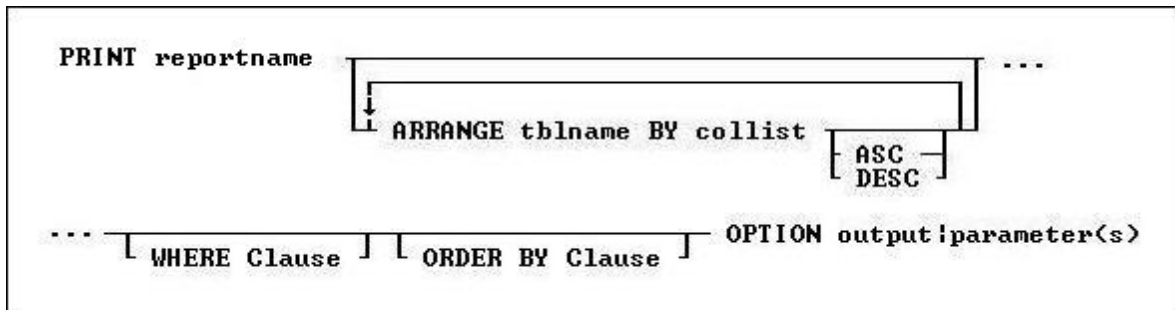 PRINT reportname ...
ARRANGE tblname BY collist
ASC
DESC
... OPTION output|parameter(s)
WHERE Clause ORDER BY Clause